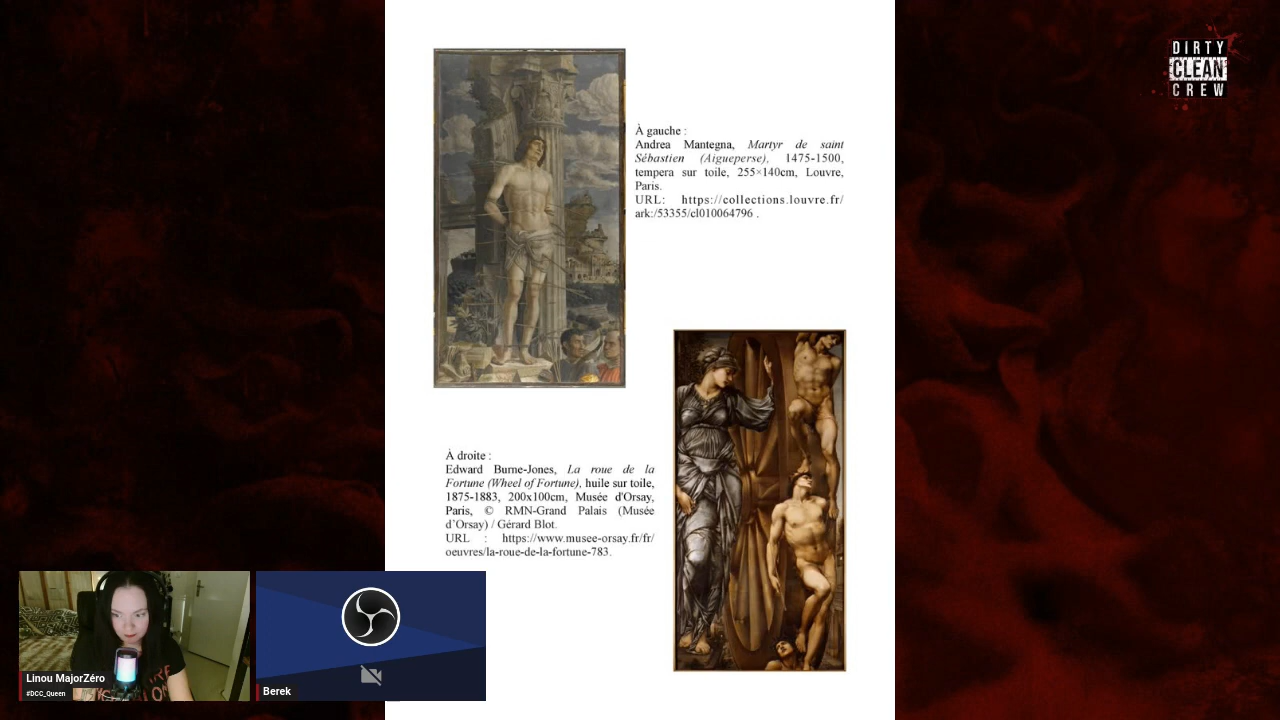 DIRTY
CLEAN
CREW
À gauche :
Andrea Mantegna, Martyr de saint
Sébastien (Aigueperse), 1475-1500,
tempera sur toile, 255×140cm, Louvre,
Paris.
URL: https://collections.louvre.fr/
ark:/53355/cl010064796 .
À droite :
Edward Burne-Jones, La roue de la
Fortune (Wheel of Fortune), huile sur toile,
1875-1883, 200x100cm, Musée d'Orsay,
Paris, © RMN-Grand Palais (Musée
d'Orsay) / Gérard Blot.
URL : https://www.musee-orsay.fr/fr/
oeuvres/la-roue-de-la-fortune-783.
Linou MajorZéro
#DCC_Queen
Berek